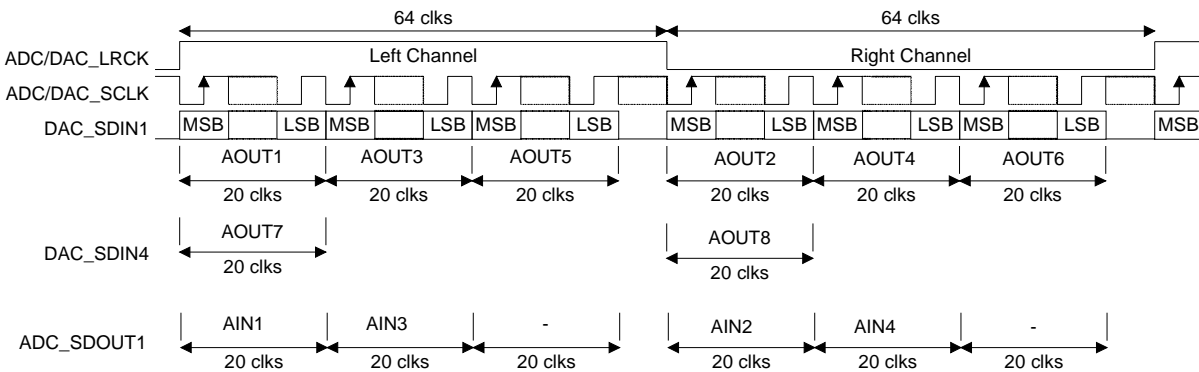 64 clks 64 clks
ADC/DAC_LRCK Left Channel Right Channel
ADC/DAC_SCLK
DAC_SDIN1 MSB LSB MSB LSB MSB LSB MSB LSB MSB LSB MSB LSB MSB
AOUT1 AOUT3 AOUT5 AOUT2 AOUT4 AOUT6
20 clks 20 clks 20 clks 20 clks 20 clks 20 clks
AOUT7 AOUT8
DAC_SDIN4
20 clks 20 clks
AIN1 AIN3 - AIN2 AIN4 -
ADC_SDOUT1
20 clks 20 clks 20 clks 20 clks 20 clks 20 clks